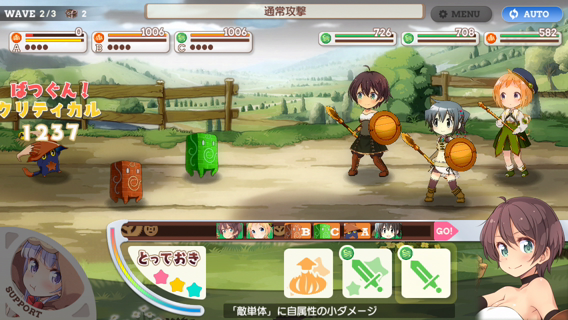 WAVE 2/3 2
通常攻撃
MENU
AUTO
A 0
B 1006
C 1006
726
708
582
ばつぐん!
クリティカル
1237
B C A GO!
とっておき
SUPPORT
「敵単体」に自属性の小ダメージ